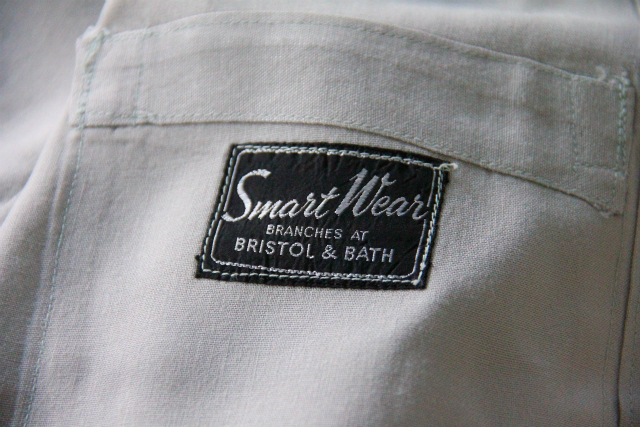 Smart Wear
BRANCHES AT
BRISTOL & BATH